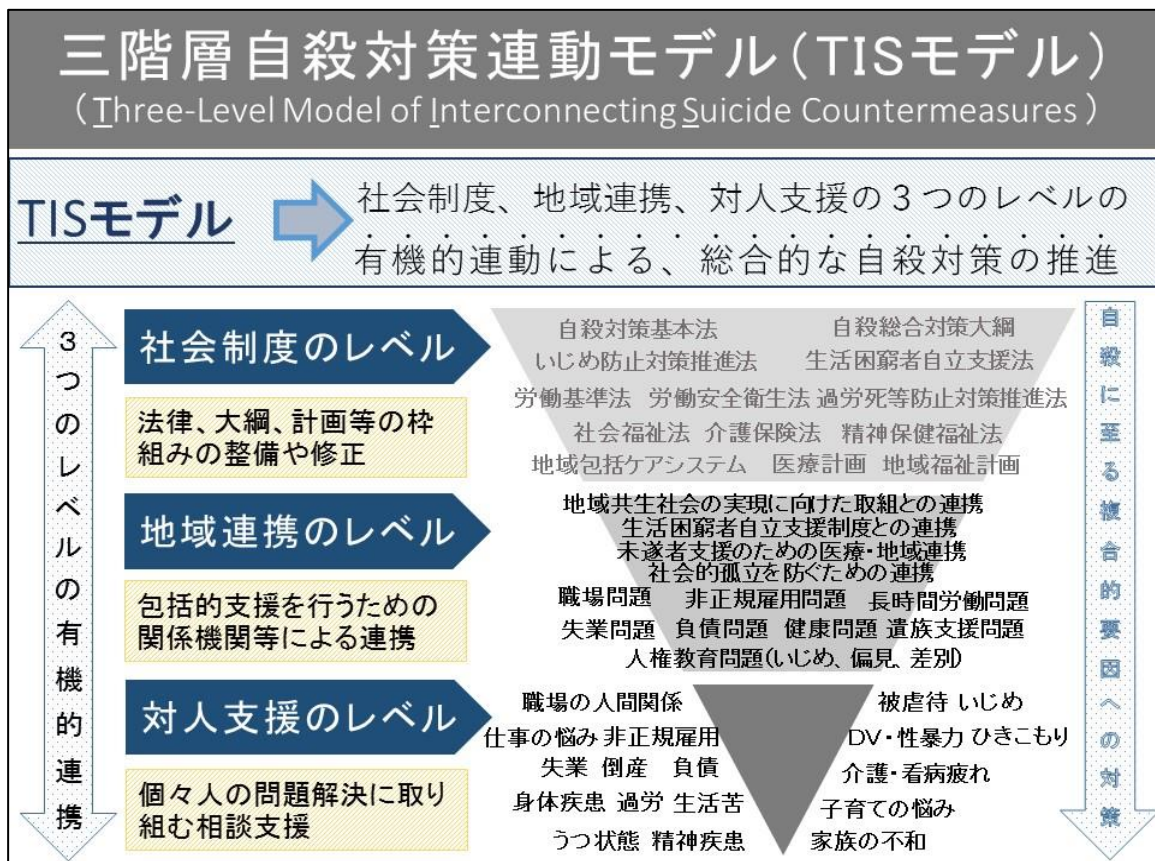 三階層自殺対策連動モデル（TISモデル）
（Three-Level Model of Interconnecting Suicide Countermeasures）
TISモデル
社会制度、地域連携、対人支援の３つのレベルの
有機的連動による、総合的な自殺対策の推進
３つのレベルの有機的連携
社会制度のレベル
法律、大綱、計画等の枠
組みの整備や修正
地域連携のレベル
包括的支援を行うための
関係機関等による連携
対人支援のレベル
個々人の問題解決に取り
組む相談支援
自殺対策基本法 自殺総合対策大綱
いじめ防止対策推進法 生活困窮者自立支援法
労働基準法 労働安全衛生法 過労死等防止対策推進法
社会福祉法 介護保険法 精神保健福祉法
地域包括ケアシステム 医療計画 地域福祉計画
地域共生社会の実現に向けた取組との連携
生活困窮者自立支援制度との連携
未遂者支援のための医療・地域連携
社会的孤立を防ぐための連携
職場問題 非正規雇用問題 長時間労働問題
失業問題 負債問題 健康問題 遺族支援問題
人権教育問題(いじめ、偏見、差別)
職場の人間関係 被虐待 いじめ
仕事の悩み 非正規雇用 DV・性暴力 ひきこもり
失業 倒産 負債 介護・看病疲れ
身体疾患 過労 生活苦 子育ての悩み
うつ状態 精神疾患 家族の不和
自殺に至る複合的要因への対策